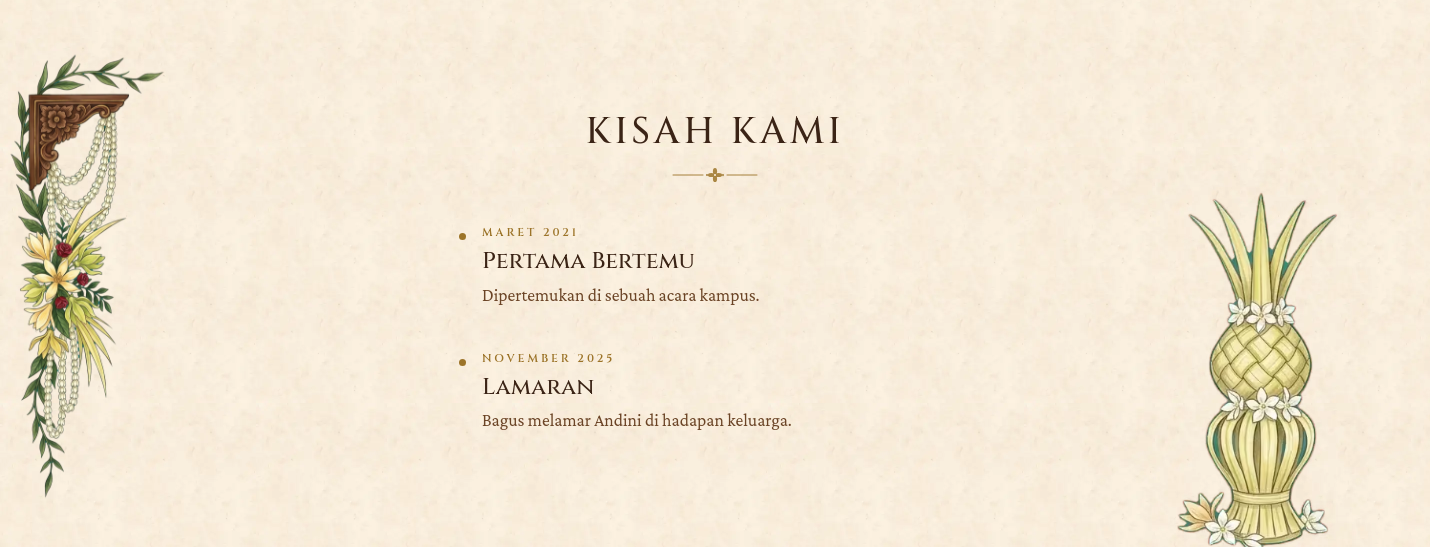 KISAH KAMI
MARET 2021
PERTAMA BERTEMU
Dipertemukan di sebuah acara kampus.
NOVEMBER 2025
LAMARAN
Bagus melamar Andini di hadapan keluarga.